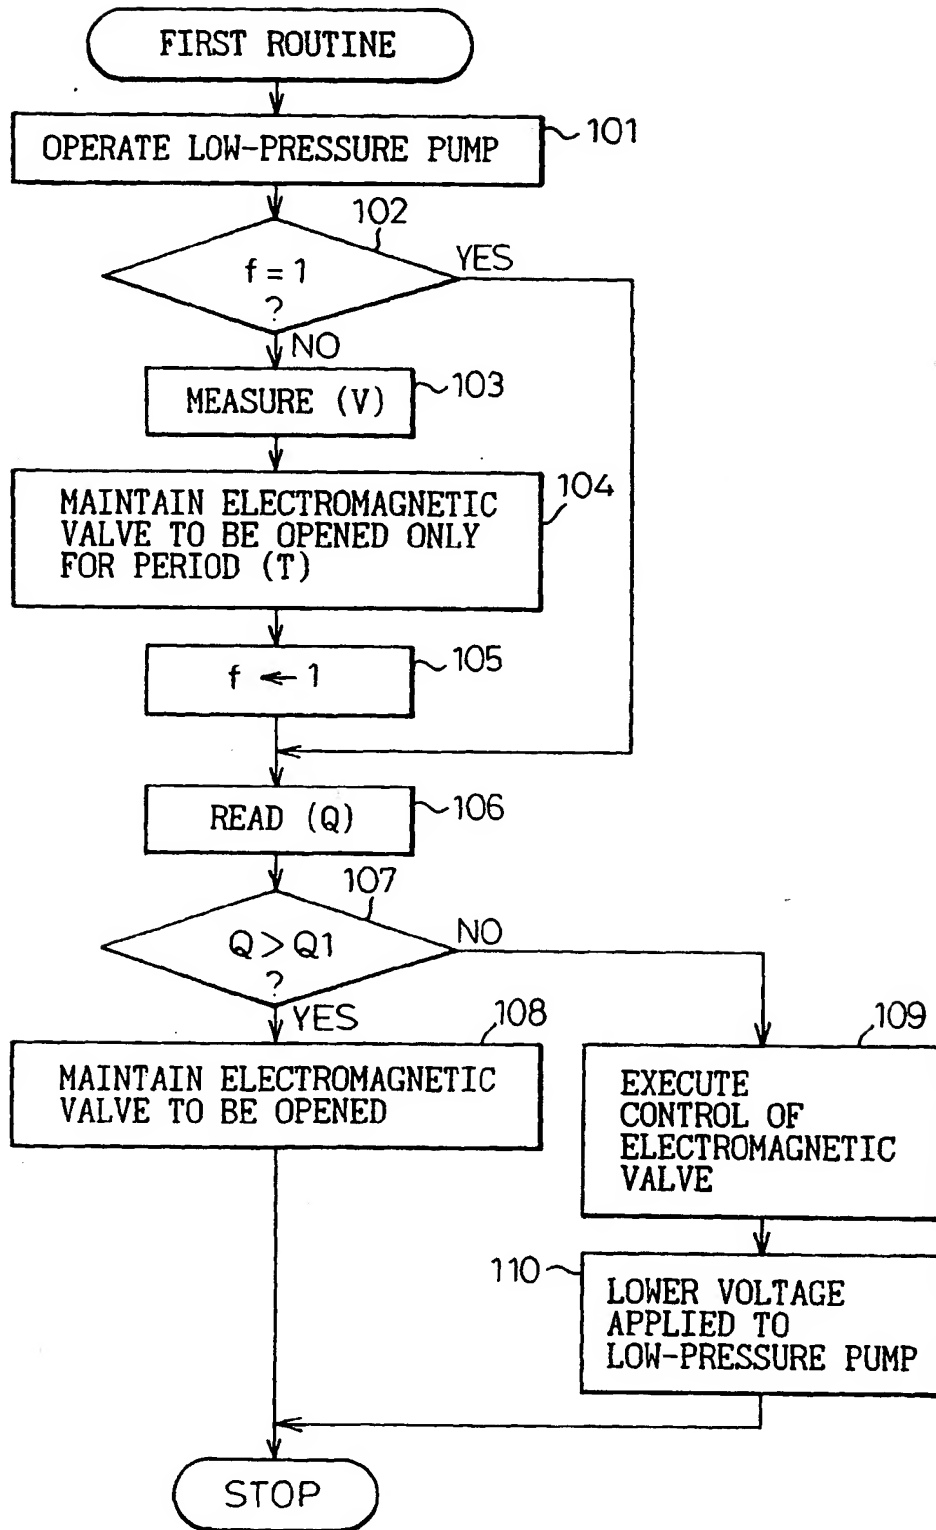 FIRST ROUTINE
OPERATE LOW-PRESSURE PUMP
101
102
f = 1
?
YES
NO
MEASURE (V)
103
MAINTAIN ELECTROMAGNETIC
VALVE TO BE OPENED ONLY
FOR PERIOD (T)
104
f ← 1
105
READ (Q)
106
107
Q > Q1
?
NO
YES
108
MAINTAIN ELECTROMAGNETIC
VALVE TO BE OPENED
109
EXECUTE
CONTROL OF
ELECTROMAGNETIC
VALVE
110
LOWER VOLTAGE
APPLIED TO
LOW-PRESSURE PUMP
STOP